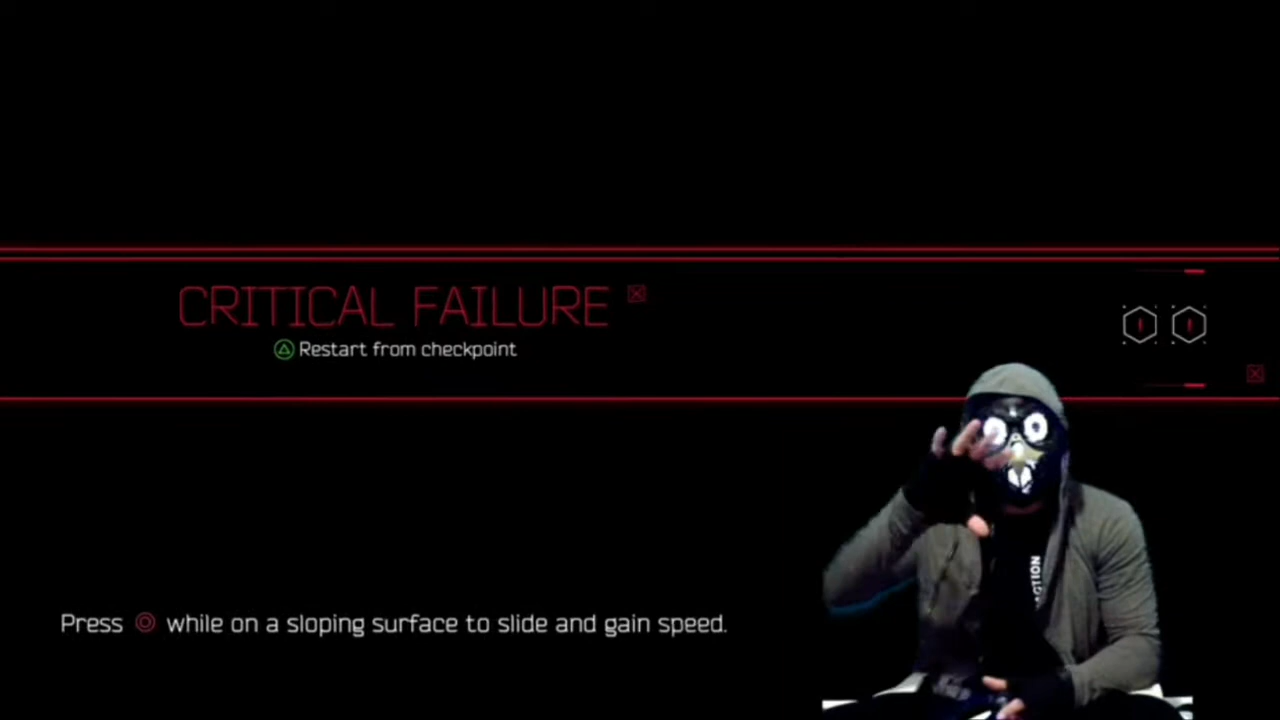 CRITICAL FAILURE
Restart from checkpoint
Press while on a sloping surface to slide and gain speed.